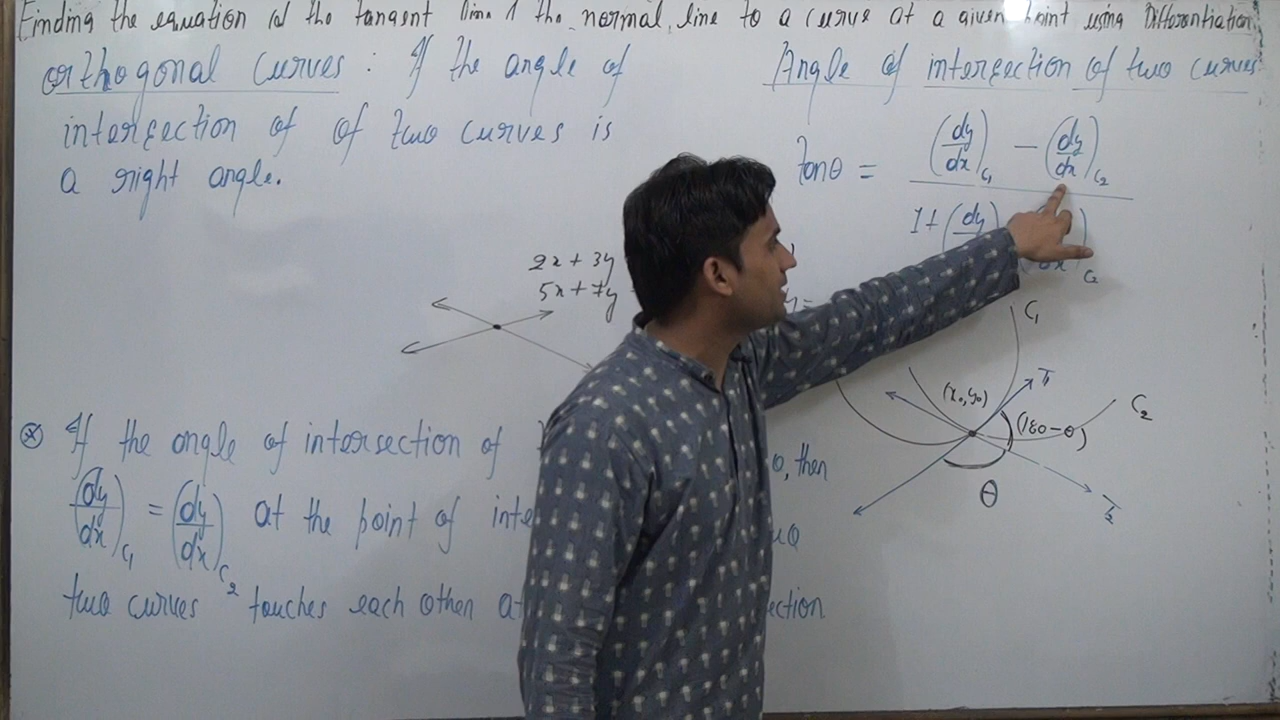 Finding the equation of the tangent line & the normal line to a curve at a given point using Differentiation
Orthogonal Curves : If the angle of
intersection of of two curves is
a right angle.
Angle of intersection of two curves
tanθ = (dy/dx)C1 - (dy/dx)C2
1+ (dy
dx) C2
2x + 3y
5x + 7y
y=
C1
T1
(x0,y0)
C2
(180-θ)
θ
T2
If the angle of intersection of
0, then
(dy/dx)C1 = (dy/dx)C2 at the point of inte
two curves touches each other at
ection